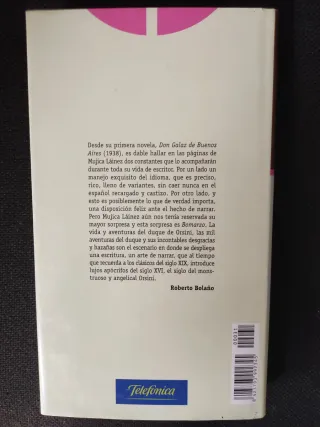 Desde su primera novela, Don Galaz de Buenos
Aires (1938), es dable hallar en las páginas de
Mujica Láinez dos constantes que lo acompañarán
durante toda su vida de escritor. Por un lado un
manejo exquisito del idioma, que es preciso,
rico, lleno de variantes, sin caer nunca en el
español recargado y castizo. Por otro lado, y
esto es posiblemente lo que de verdad importa,
una disposición feliz ante el hecho de narrar.
Pero Mujica Láinez aún nos tenía reservada su
mayor sorpresa y esta sorpresa es Bomarzo. La
vida y aventuras del duque de Orsini, las mil
aventuras del duque y sus incontables desgracias
y hazañas son el escenario en donde se despliega
una escritura, un arte de narrar, que al tiempo
que recuerda a los clásicos del siglo XIX, introduce
lujos apócrifos del siglo XVI, el siglo del mons-
truoso y angelical Orsini.
Roberto Bolaño
Telefónica